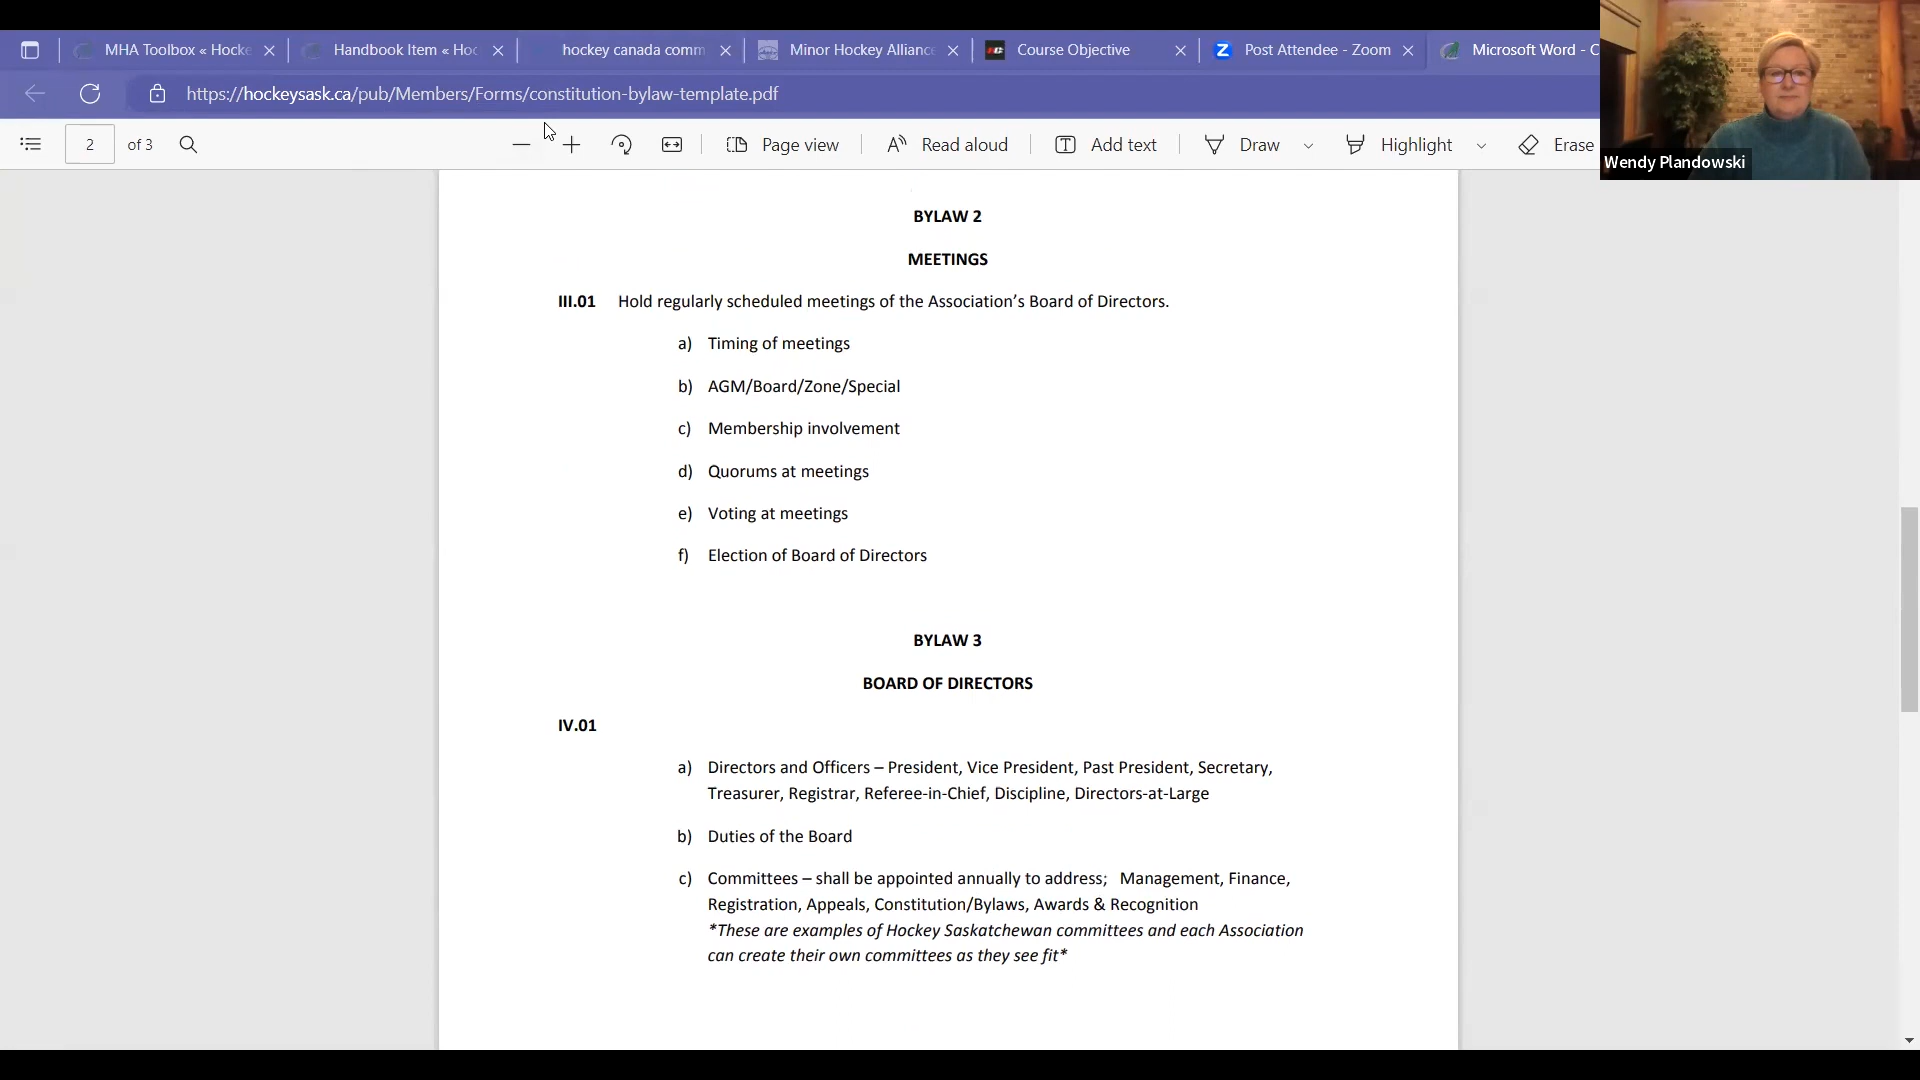 MHA Toolbox « Hocke
Handbook Item « Hoc
hockey canada comm
Minor Hockey Alliance
Course Objective
Post Attendee - Zoom
Microsoft Word - C
https://hockeysask.ca/pub/Members/Forms/constitution-bylaw-template.pdf
2 of 3
Page view
Read aloud
Add text
Draw
Highlight
Erase
Wendy Plandowski
BYLAW 2
MEETINGS
III.01 Hold regularly scheduled meetings of the Association’s Board of Directors.
a) Timing of meetings
b) AGM/Board/Zone/Special
c) Membership involvement
d) Quorums at meetings
e) Voting at meetings
f) Election of Board of Directors
BYLAW 3
BOARD OF DIRECTORS
IV.01
a) Directors and Officers – President, Vice President, Past President, Secretary,
Treasurer, Registrar, Referee-in-Chief, Discipline, Directors-at-Large
b) Duties of the Board
c) Committees – shall be appointed annually to address; Management, Finance,
Registration, Appeals, Constitution/Bylaws, Awards & Recognition
*These are examples of Hockey Saskatchewan committees and each Association
can create their own committees as they see fit*